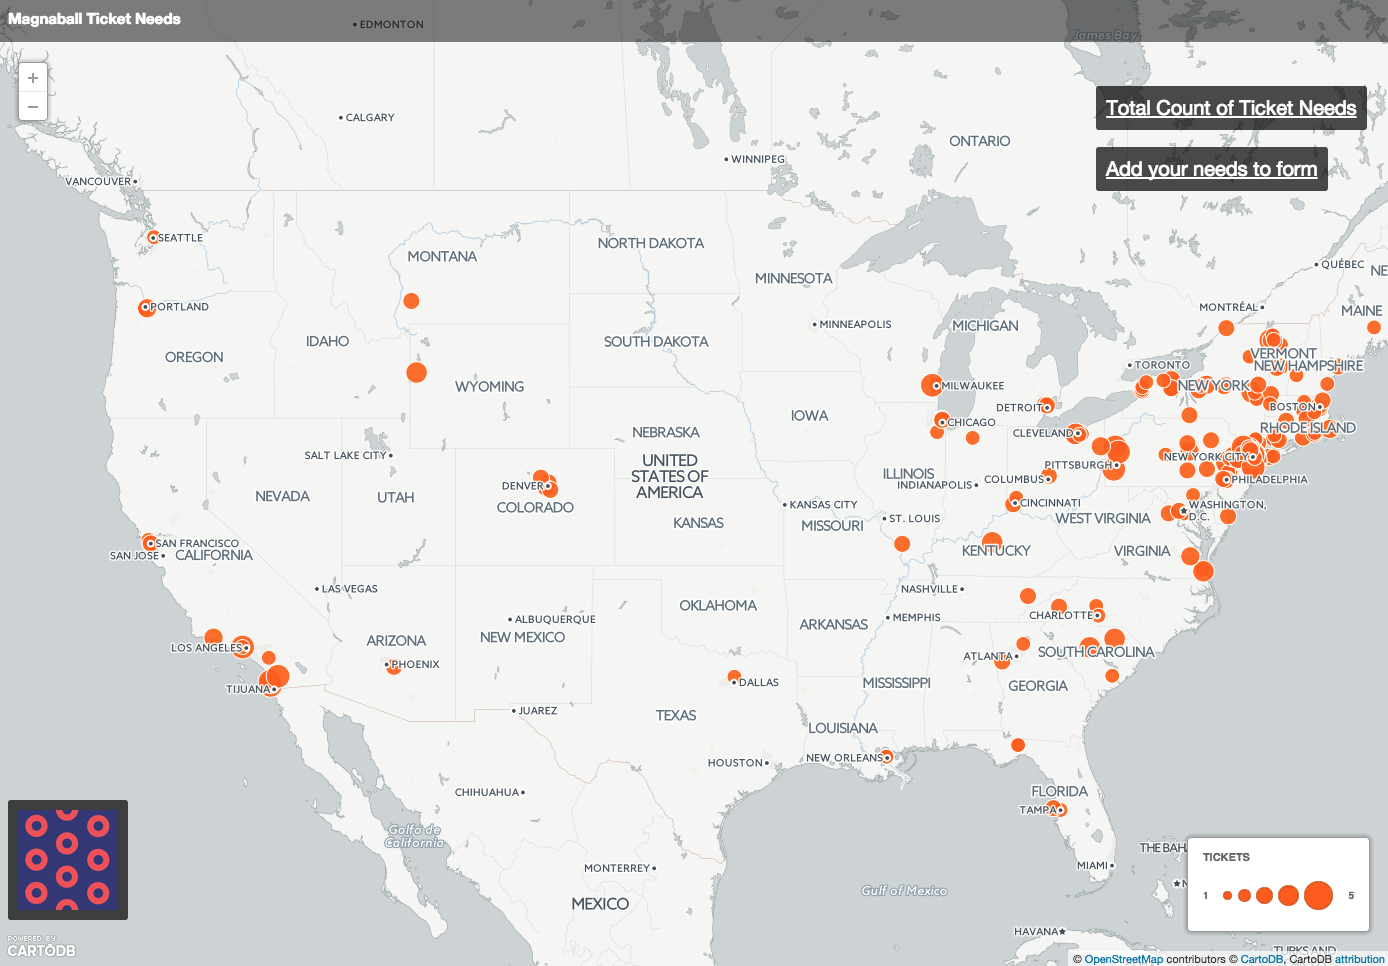 Magnaball Ticket Needs
EDMONTON
James Bay
+
−
CALGARY
Total Count of Ticket Needs
ONTARIO
WINNIPEG
Add your needs to form
VANCOUVER
SEATTLE
NORTH DAKOTA
MONTANA
QUÉBEC
NE
MINNESOTA
PORTLAND
MONTRÉAL
MAINE
MINNEAPOLIS
MICHIGAN
IDAHO
SOUTH DAKOTA
OREGON
VERMONT
TORONTO
NEW HAMPSHIRE
WYOMING
MILWAUKEE
NEW YORK
DETROIT
BOSTON
IOWA
CHICAGO
RHODE ISLAND
NEBRASKA
CLEVELAND
SALT LAKE CITY
UNITED
STATES OF
AMERICA
NEW YORK CITY
PITTSBURGH
ILLINOIS
INDIANAPOLIS
COLUMBUS
PHILADELPHIA
DENVER
NEVADA
UTAH
COLORADO
KANSAS CITY
CINCINNATI
WASHINGTON,
D.C.
ST. LOUIS
WEST VIRGINIA
KANSAS
MISSOURI
SAN FRANCISCO
SAN JOSE
CALIFORNIA
KENTUCKY
VIRGINIA
LAS VEGAS
NASHVILLE
OKLAHOMA
ALBUQUERQUE
MEMPHIS
CHARLOTTE
ARKANSAS
ARIZONA
NEW MEXICO
LOS ANGELES
ATLANTA
SOUTH CAROLINA
PHOENIX
DALLAS
MISSISSIPPI
GEORGIA
TIJUANA
JUAREZ
TEXAS
LOUISIANA
HOUSTON
NEW ORLEANS
CHIHUAHUA
FLORIDA
TAMPA
Golfo de
California
THE BAH
TICKETS
MONTERREY
MIAMI
Gulf of Mexico
N
1
5
MEXICO
HAVANA
POWERED BY
CARTODB
TURKS AND
© OpenStreetMap contributors © CartoDB, CartoDB attribution